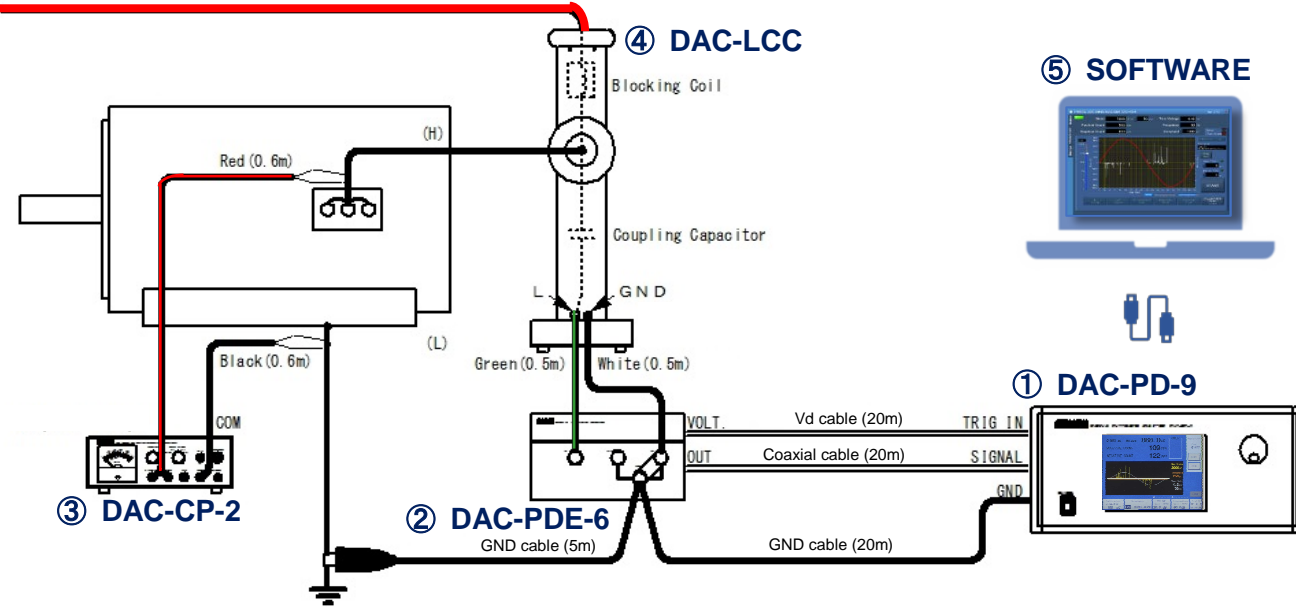 ④ DAC-LCC
⑤ SOFTWARE
Blocking Coil
(H)
Red(0.6m)
Coupling Capacitor
L
GND
(L)
Black(0.6m)
Green(0.5m)
White(0.5m)
① DAC-PD-9
COM
VOLT.
Vd cable (20m)
TRIG IN
OUT
Coaxial cable (20m)
SIGNAL
GND
③ DAC-CP-2
② DAC-PDE-6
GND cable (5m)
GND cable (20m)